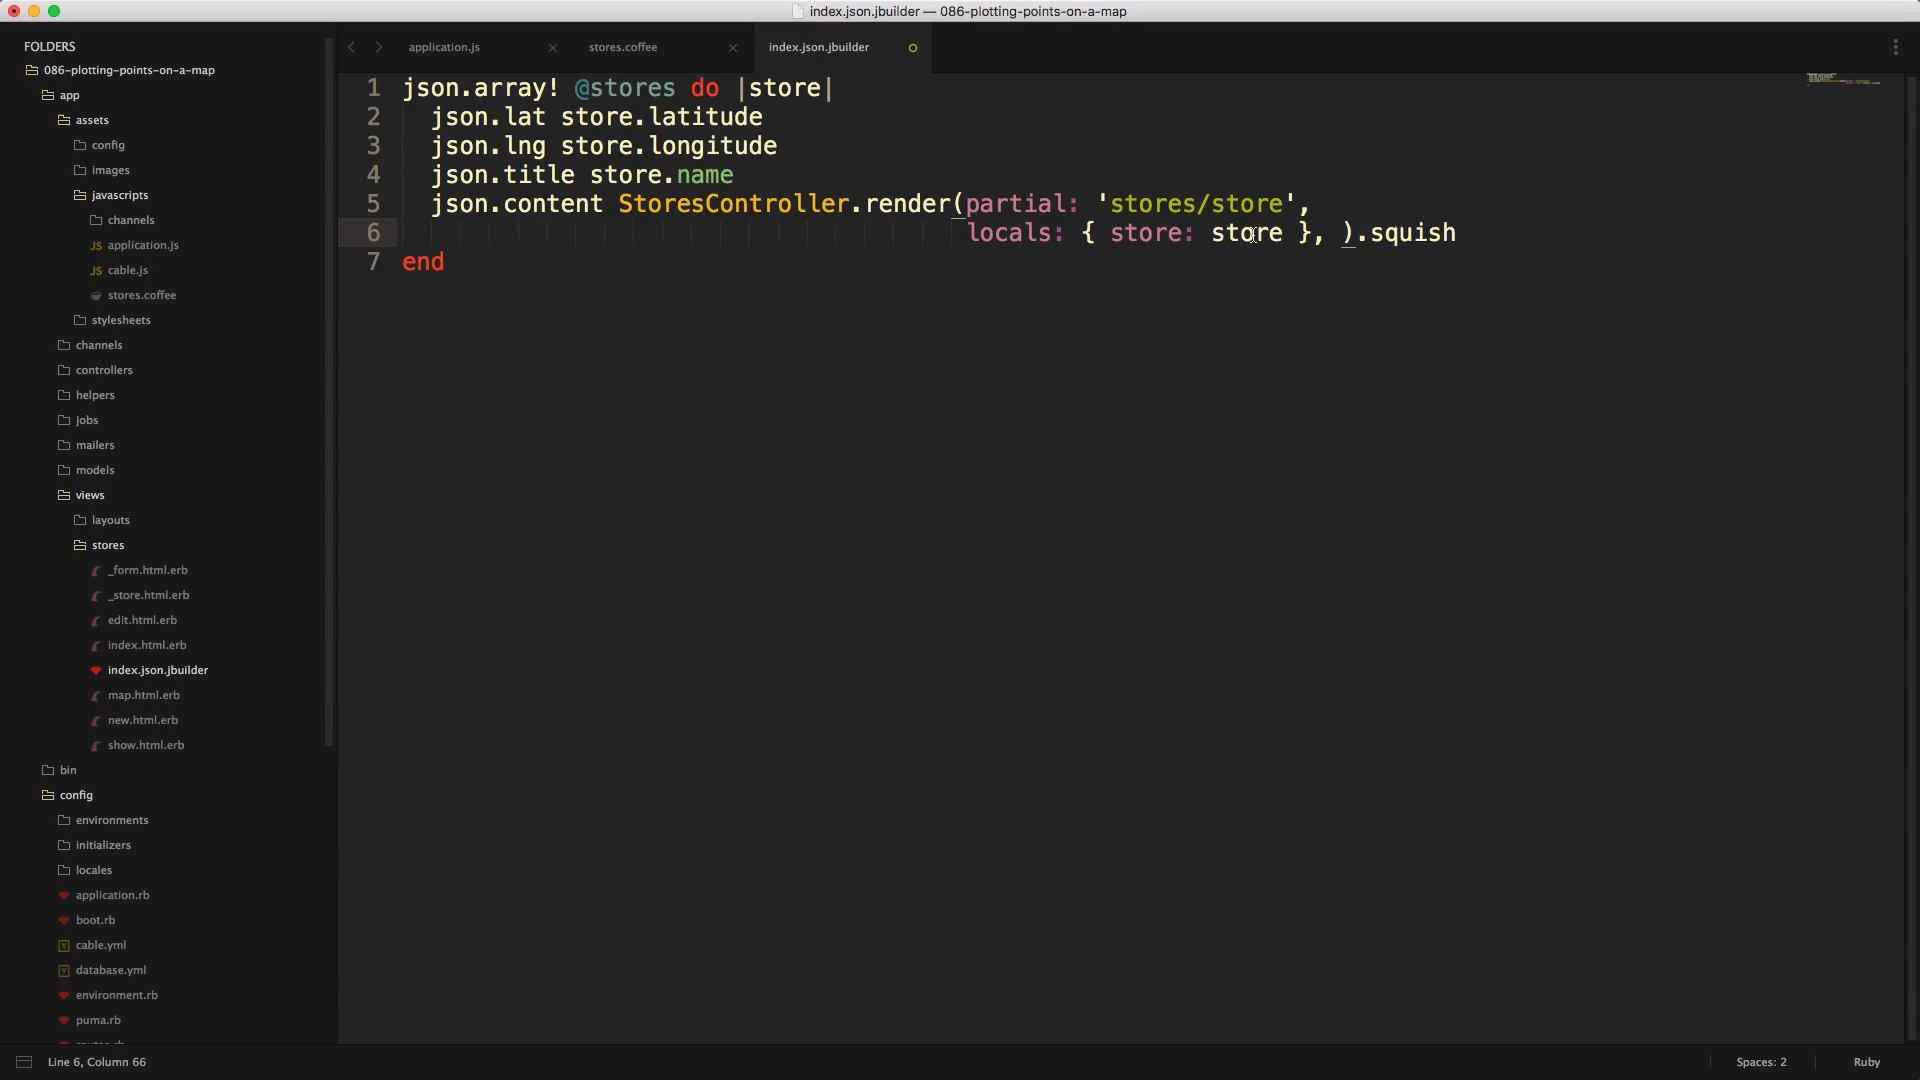 index.json.jbuilder — 086-plotting-points-on-a-map
FOLDERS
086-plotting-points-on-a-map
app
assets
config
images
javascripts
channels
JS application.js
JS cable.js
stores.coffee
stylesheets
channels
controllers
helpers
jobs
mailers
models
views
layouts
stores
_form.html.erb
_store.html.erb
edit.html.erb
index.html.erb
index.json.jbuilder
map.html.erb
new.html.erb
show.html.erb
bin
config
environments
initializers
locales
application.rb
boot.rb
Y cable.yml
Y database.yml
environment.rb
puma.rb
application.js
stores.coffee
index.json.jbuilder
1 json.array! @stores do |store|
2 json.lat store.latitude
3 json.lng store.longitude
4 json.title store.name
5 json.content StoresController.render(partial: 'stores/store',
6 locals: { store: store }, ).squish
7 end
Line 6, Column 66
Spaces: 2
Ruby